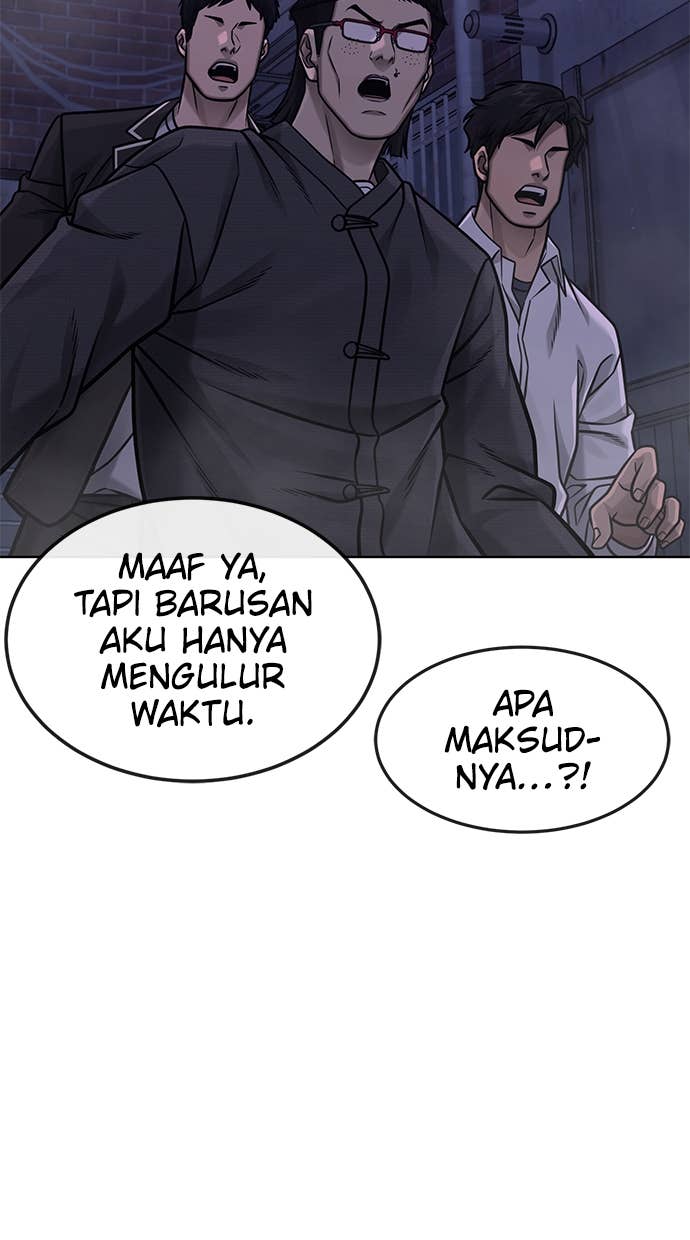 MAAF YA,
TAPI BARUSAN
AKU HANYA
MENGULUR
WAKTU.
APA
MAKSUD-
NYA...?!